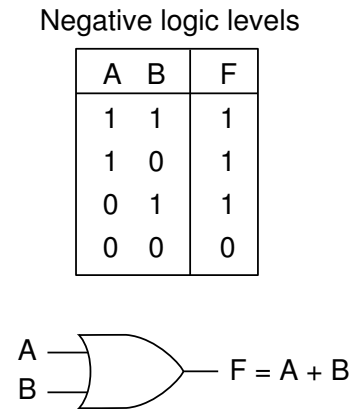 Negative logic levels
A B F
1 1 1
1 0 1
0 1 1
0 0 0
A
F = A + B
B